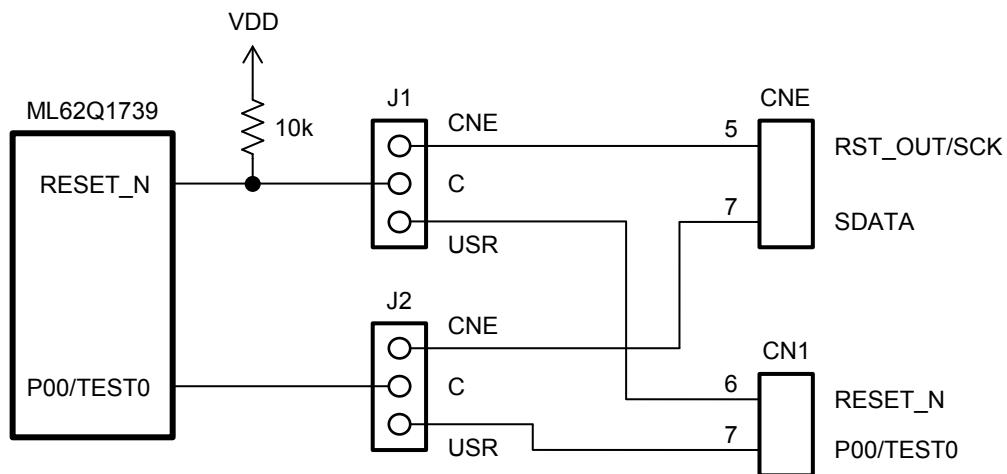 VDD
ML62Q1739
10k
RESET_N
P00/TEST0
J1
CNE
C
USR
J2
CNE
C
USR
CNE
5
RST_OUT/SCK
7
SDATA
CN1
6
RESET_N
7
P00/TEST0